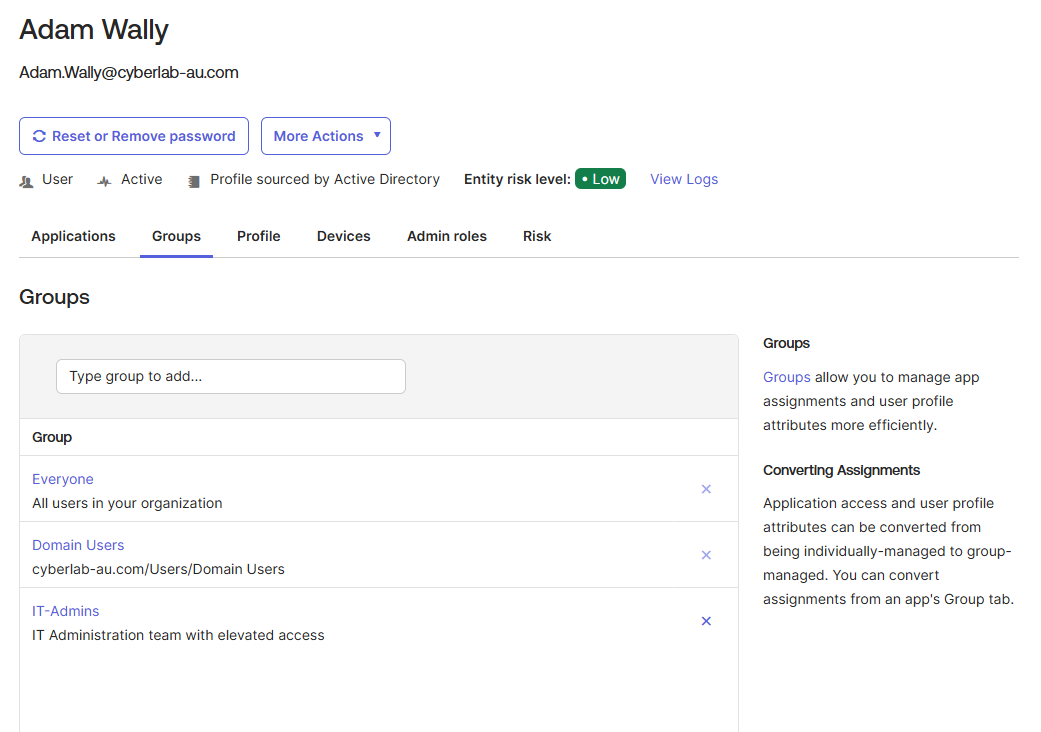 Adam Wally
Adam.Wally@cyberlab-au.com
Reset or Remove password More Actions
User Active Profile sourced by Active Directory Entity risk level: • Low View Logs
Applications Groups Profile Devices Admin roles Risk
Groups
Type group to add...
Group
Everyone
All users in your organization
Domain Users
cyberlab-au.com/Users/Domain Users
IT-Admins
IT Administration team with elevated access
Groups
Groups allow you to manage app
assignments and user profile
attributes more efficiently.
Converting Assignments
Application access and user profile
attributes can be converted from
being individually-managed to group-
managed. You can convert
assignments from an app's Group tab.